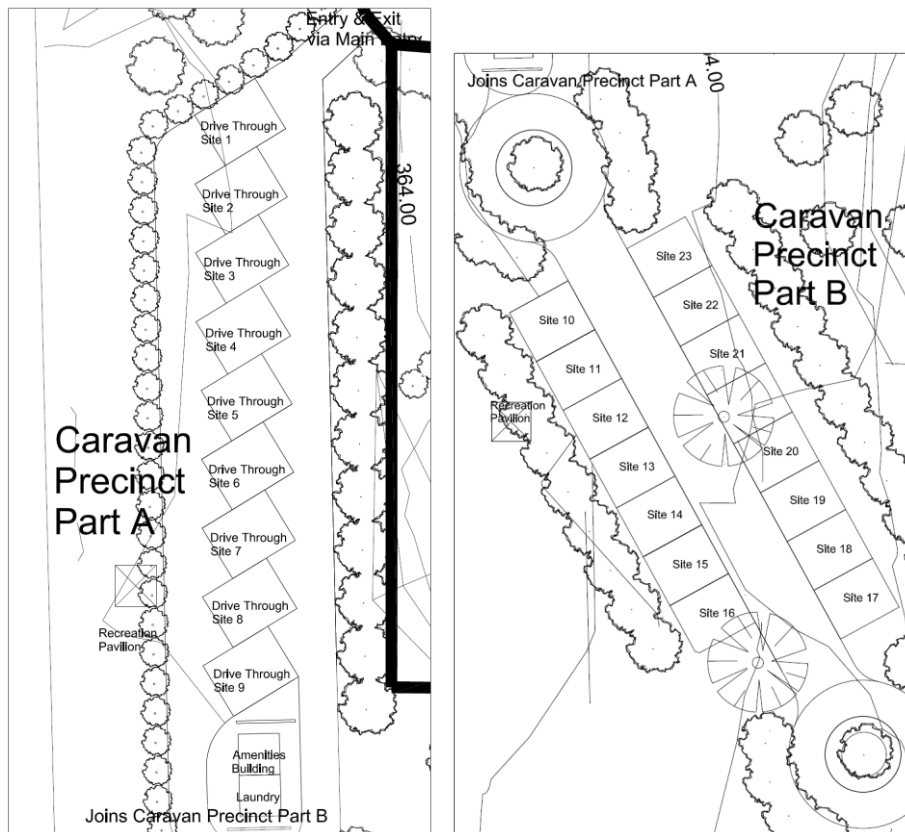 Entry & Exit
via Main Entry
Drive Through
Site 1
Drive Through
Site 2
364.00
Drive Through
Site 3
Drive Through
Site 4
Drive Through
Site 5
Caravan
Precinct
Part A
Drive Through
Site 6
Drive Through
Site 7
Drive Through
Site 8
Recreation
Pavilion
Drive Through
Site 9
Amenities
Building
Laundry
Joins Caravan Precinct Part B
Joins Caravan Precinct Part A
4.00
Caravan
Precinct
Part B
Site 23
Site 22
Site 21
Site 20
Site 19
Site 18
Site 17
Site 10
Site 11
Site 12
Site 13
Site 14
Site 15
Site 16
Recreation
Pavilion